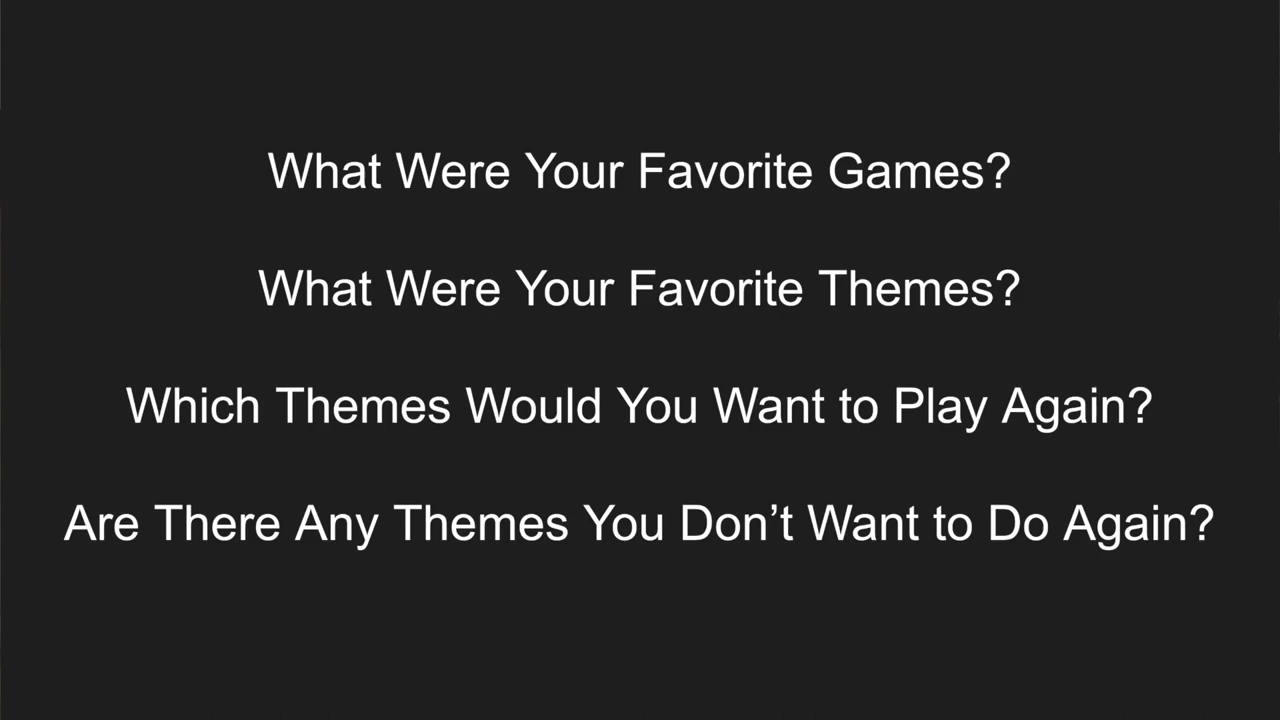 What Were Your Favorite Games?
What Were Your Favorite Themes?
Which Themes Would You Want to Play Again?
Are There Any Themes You Don’t Want to Do Again?